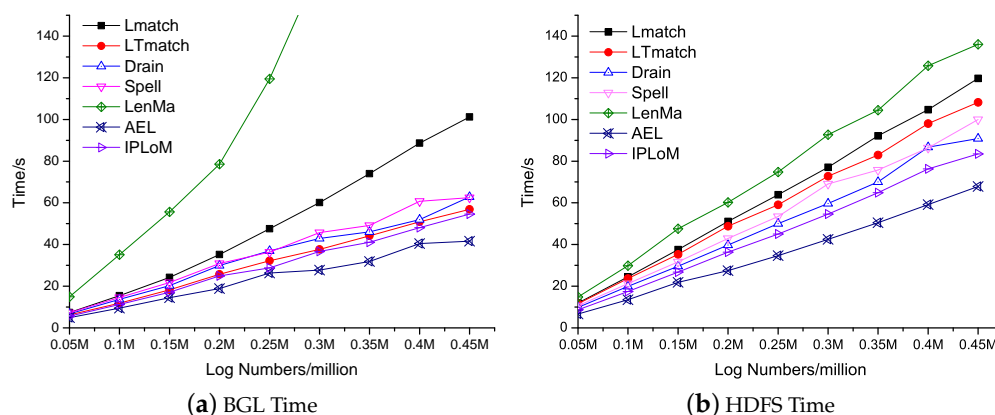 140
120
100
80
60
40
20
0
Time/s
Lmatch
LTmatch
Drain
Spell
LenMa
AEL
IPLoM
0.05M 0.1M 0.15M 0.2M 0.25M 0.3M 0.35M 0.4M 0.45M
Log Numbers/million
(a) BGL Time
140
120
100
80
60
40
20
0
Time/s
Lmatch
LTmatch
Drain
Spell
LenMa
AEL
IPLoM
0.05M 0.1M 0.15M 0.2M 0.25M 0.3M 0.35M 0.4M 0.45M
Log Numbers/million
(b) HDFS Time